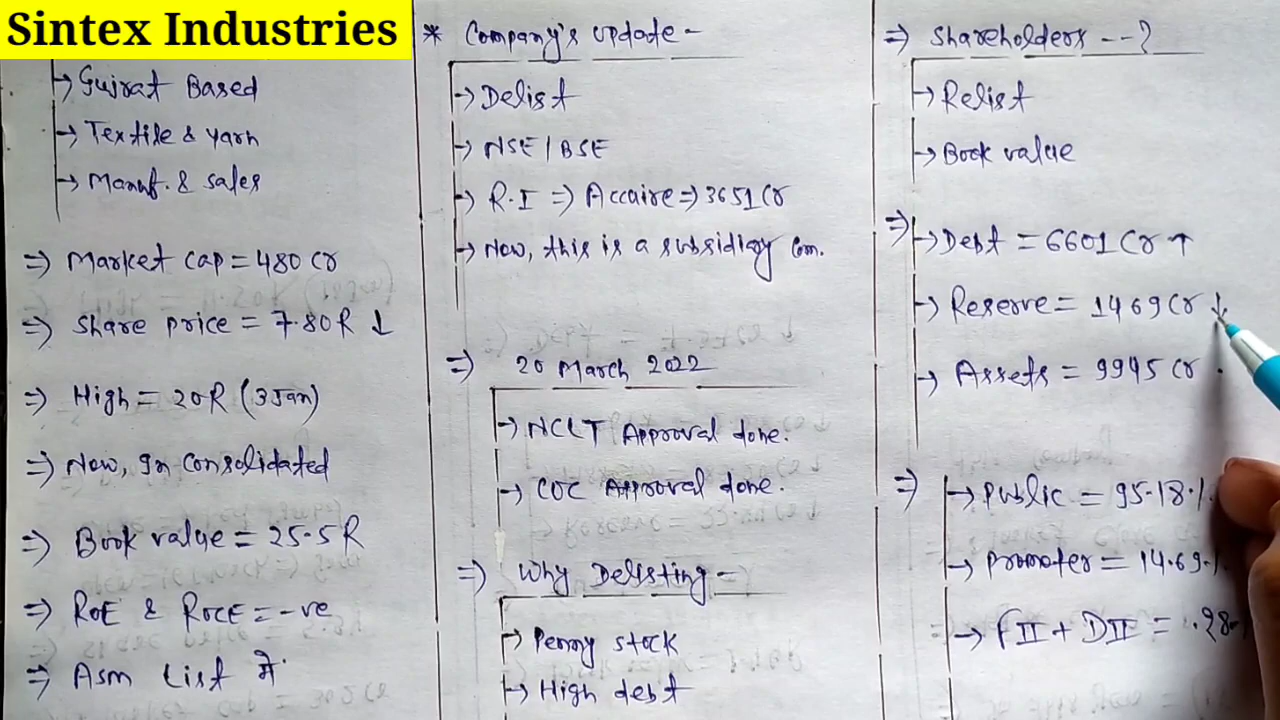 Sintex Industries
→ Gujrat Based
→ Textile & yarn
→ Manuf. & sales
⇒ Market cap = 480 Cr
⇒ Share price = 7.80 R ↓
⇒ High = 20R (3 Jan)
⇒ Now, In consolidated
⇒ Book value = 25.5 R
⇒ ROE & ROCE = -ve
⇒ Asm List में
* Company's update -
→ Delist
→ NSE / BSE
→ R.I ⇒ Accaire ⇒ 3651 Cr
→ Now, this is a subsidiary Com.
⇒ 20 March 2022
→ NCLT Approval done.
→ COC Approval done.
⇒ Why Delisting -
→ Penny stock
→ High debt
⇒ Shareholders --?
→ Relist
→ Book value
⇒ → Debt = 6601 Cr ↑
→ Reserve = 1469 Cr ↓
→ Assets = 9945 Cr
⇒ → Public = 95.18 %
→ Promoter = 14.69 %
→ FII + DII = .28